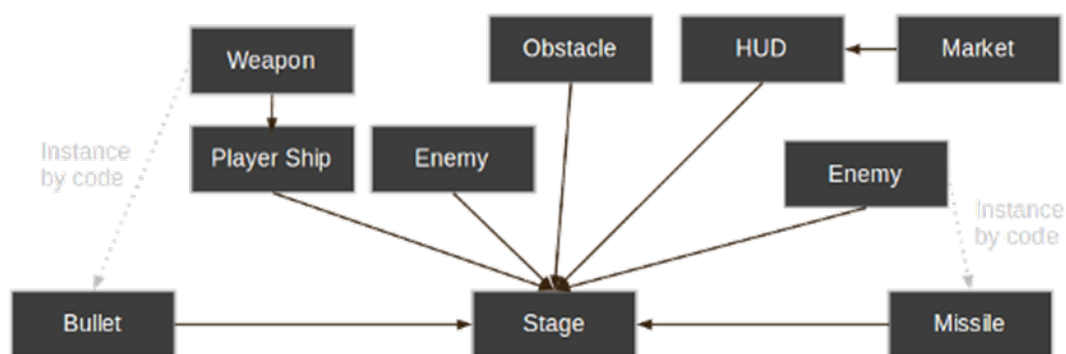 Obstacle
HUD
Market
Weapon
Instance
by code
Player Ship
Enemy
Enemy
Instance
by code
Bullet
Stage
Missile